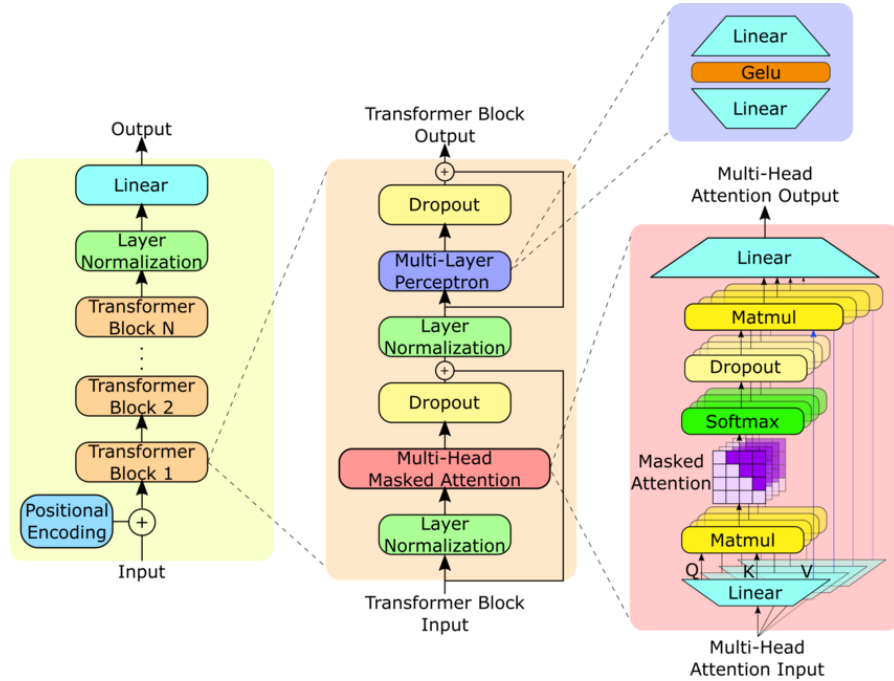 Output
Linear
Layer
Normalization
Transformer
Block N
Transformer
Block 2
Transformer
Block 1
Positional
Encoding
+
Input
Transformer Block
Output
+
Dropout
Multi-Layer
Perceptron
Layer
Normalization
+
Dropout
Multi-Head
Masked Attention
Layer
Normalization
Transformer Block
Input
Linear
Gelu
Linear
Multi-Head
Attention Output
Linear
Matmul
Dropout
Softmax
Masked
Attention
Matmul
Q K V
Linear
Multi-Head
Attention Input